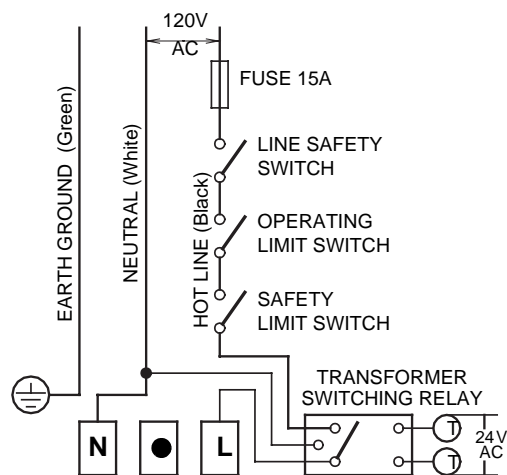 120V
AC
FUSE 15A
LINE SAFETY
SWITCH
OPERATING
LIMIT SWITCH
SAFETY
LIMIT SWITCH
EARTH GROUND (Green)
NEUTRAL (White)
HOT LINE (Black)
TRANSFORMER
SWITCHING RELAY
N
L
T
T
24V
AC